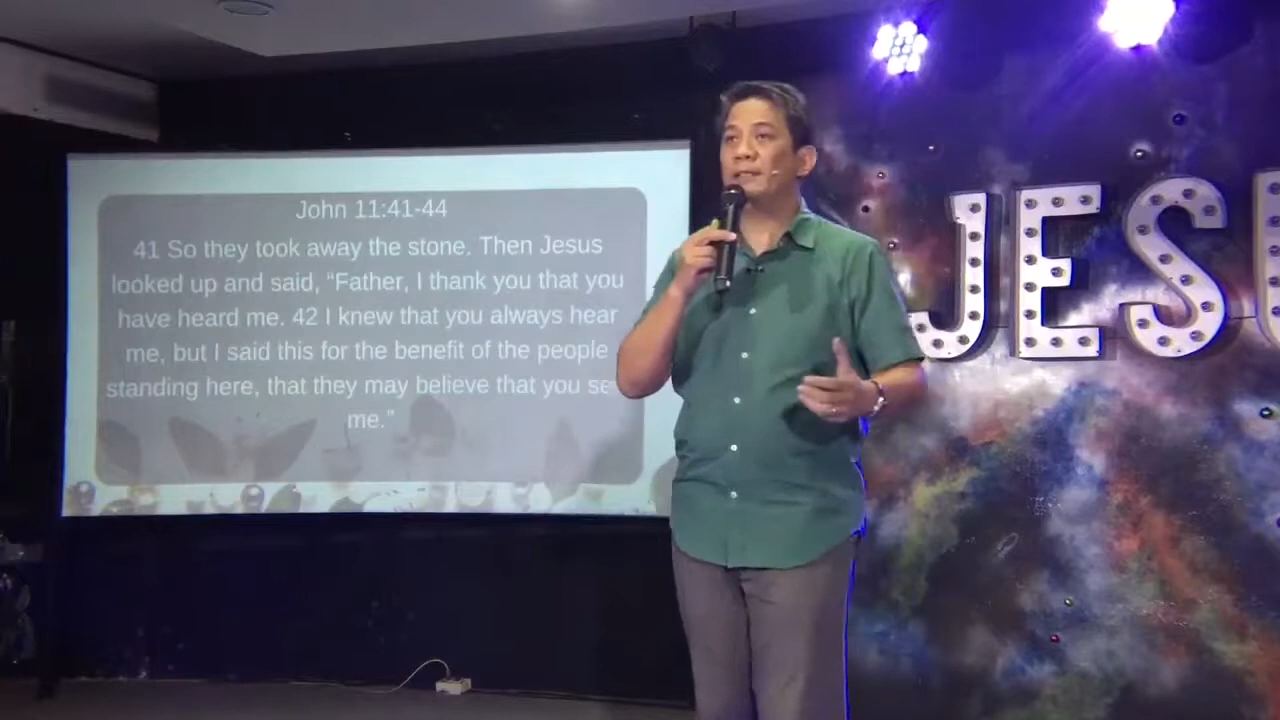 John 11:41-44
41 So they took away the stone. Then Jesus
looked up and said, “Father, I thank you that you
have heard me. 42 I knew that you always hear
me, but I said this for the benefit of the people
standing here, that they may believe that you
me.”
JESU